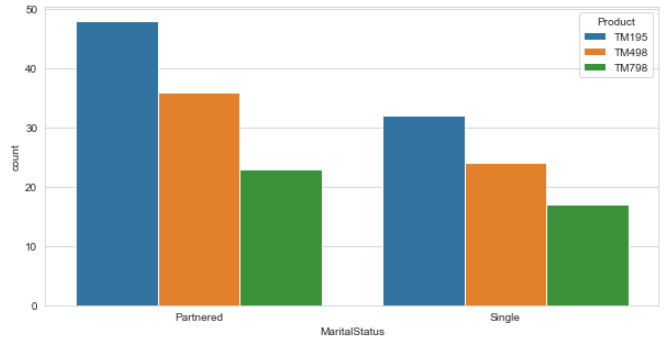 50
40
30
20
10
0
count
Product
TM195
TM498
TM798
Partnered
Single
MaritalStatus